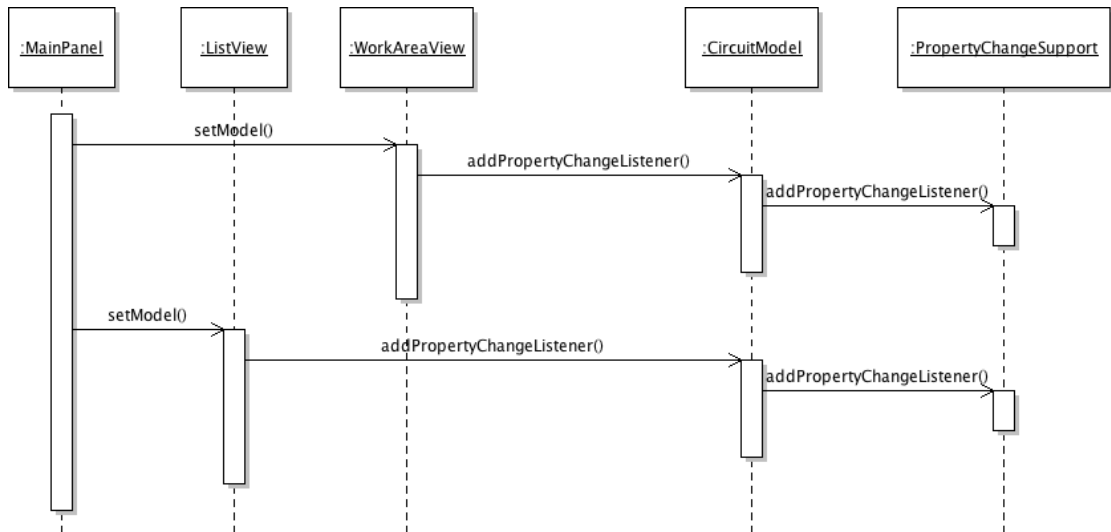 :MainPanel
:ListView
:WorkAreaView
:CircuitModel
:PropertyChangeSupport
setModel()
addPropertyChangeListener()
addPropertyChangeListener()
setModel()
addPropertyChangeListener()
addPropertyChangeListener()